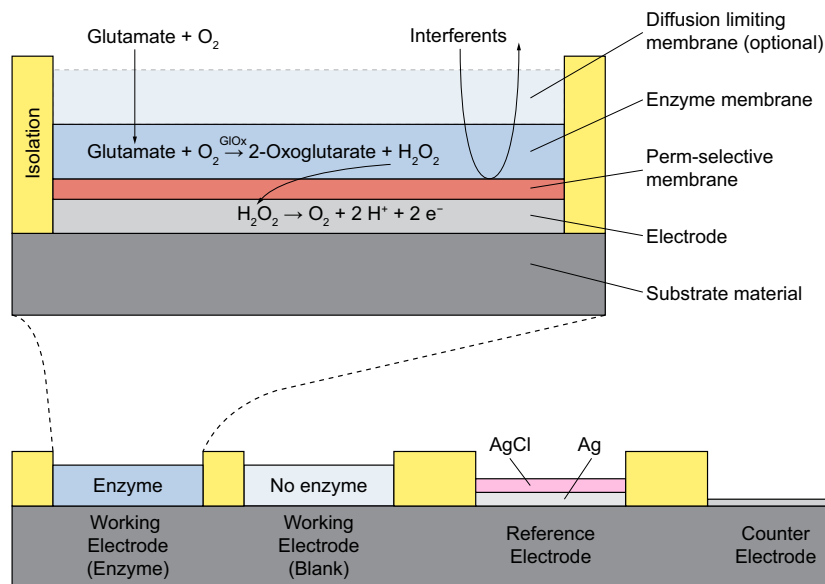 Glutamate + O₂
Interferents
Diffusion limiting
membrane (optional)
Enzyme membrane
Perm-selective
membrane
Electrode
Substrate material
Isolation
GlOx
Glutamate + O₂ → 2-Oxoglutarate + H₂O₂
H₂O₂ → O₂ + 2 H⁺ + 2 e⁻
AgCl
Ag
Enzyme
No enzyme
Working
Electrode
(Enzyme)
Working
Electrode
(Blank)
Reference
Electrode
Counter
Electrode